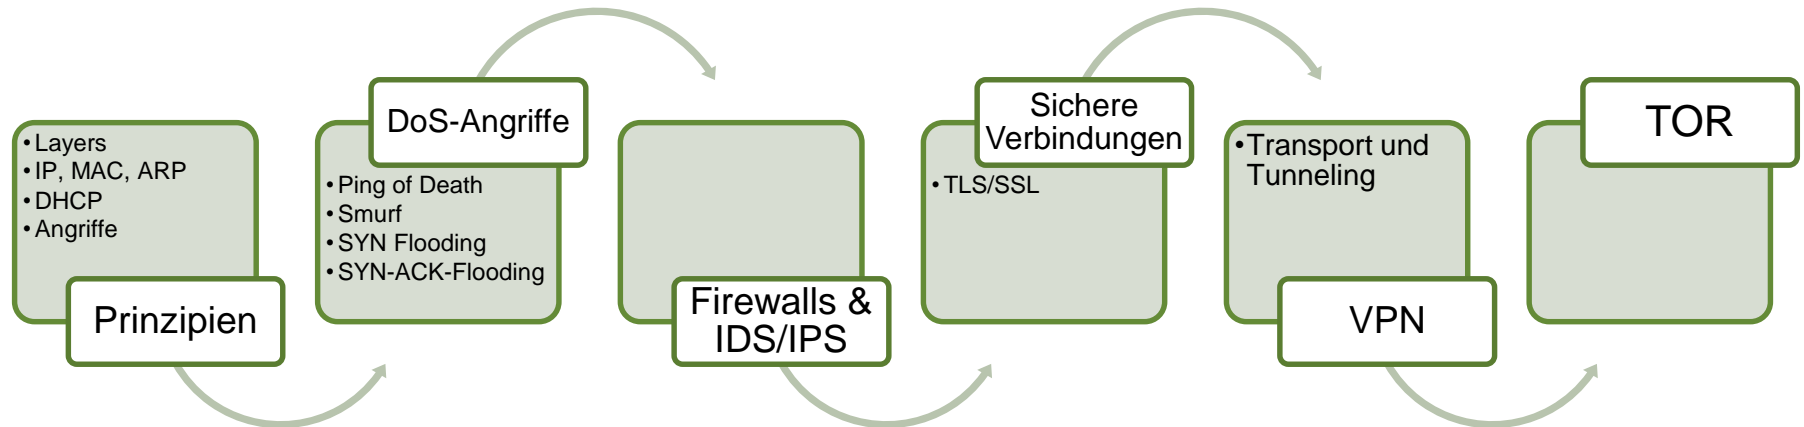 • Layers
• IP, MAC, ARP
• DHCP
• Angriffe
Prinzipien
DoS-Angriffe
• Ping of Death
• Smurf
• SYN Flooding
• SYN-ACK-Flooding
Firewalls &
IDS/IPS
Sichere
Verbindungen
• TLS/SSL
• Transport und
Tunneling
VPN
TOR